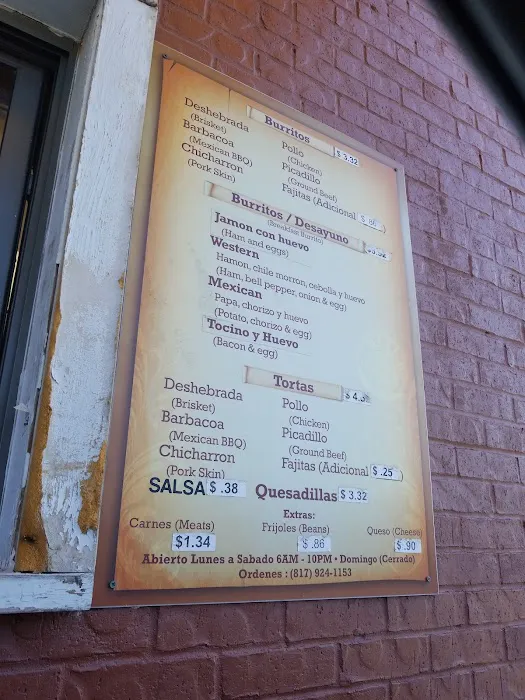 Burritos $ 3.32
Deshebrada
(Brisket)
Barbacoa
(Mexican BBQ)
Chicharron
(Pork Skin)
Pollo
(Chicken)
Picadillo
(Ground Beef)
Fajitas (Adicional $ .86
Burritos / Desayuno
(Breakfast Burrito)
Jamon con huevo
(Ham and eggs)
Western
Hamon, chile morron, cebolla y huevo
(Ham, bell pepper, onion & egg)
Mexican
Papa, chorizo y huevo
(Potato, chorizo & egg)
Tocino y Huevo
(Bacon & egg)
Tortas
Deshebrada
(Brisket)
Barbacoa
(Mexican BBQ)
Chicharron
(Pork Skin)
Pollo
(Chicken)
Picadillo
(Ground Beef)
Fajitas (Adicional $ .25
SALSA $ .38
Quesadillas $ 3.32
Extras:
Carnes (Meats)
$1.34
Frijoles (Beans)
$ .86
Queso (Cheese)
$ .90
Abierto Lunes a Sabado 6AM - 10PM • Domingo (Cerrado)
Ordenes : (817) 924-1153